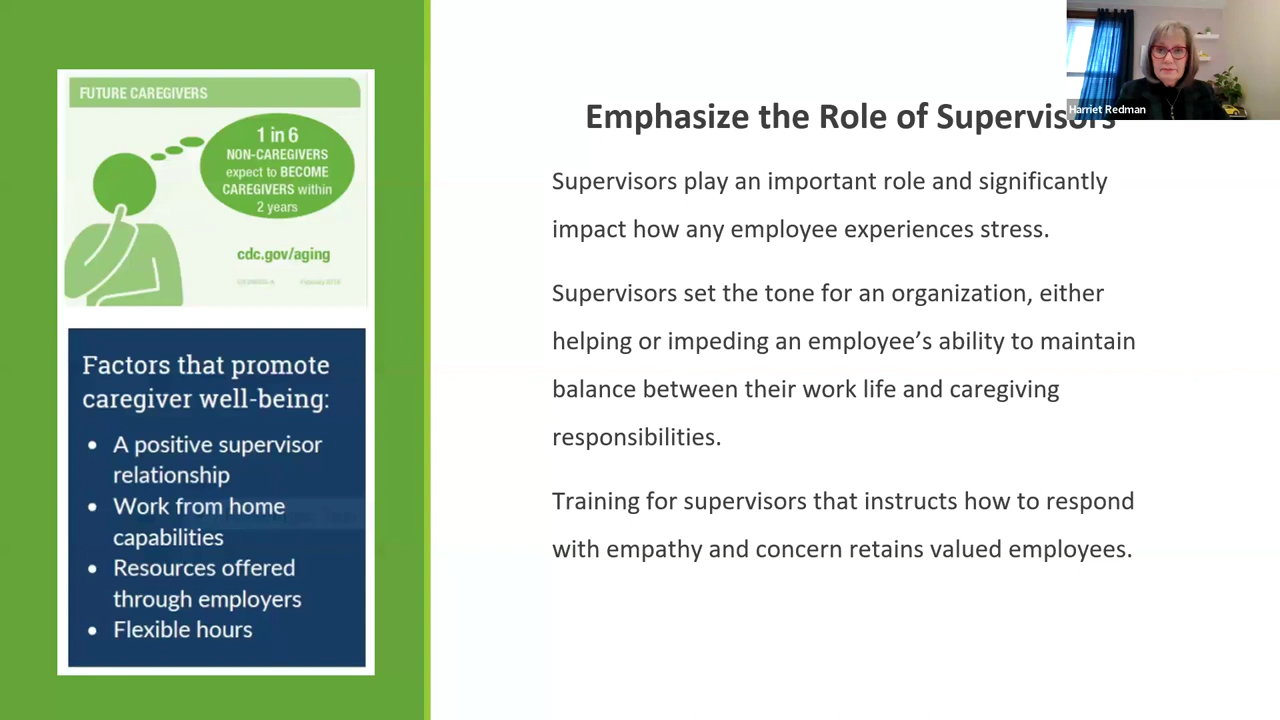 FUTURE CAREGIVERS
1 in 6
NON-CAREGIVERS
expect to BECOME
CAREGIVERS within
2 years
cdc.gov/aging
Factors that promote
caregiver well-being:
• A positive supervisor
relationship
• Work from home
capabilities
• Resources offered
through employers
• Flexible hours
Emphasize the Role of Supervisors
Supervisors play an important role and significantly
impact how any employee experiences stress.
Supervisors set the tone for an organization, either
helping or impeding an employee’s ability to maintain
balance between their work life and caregiving
responsibilities.
Training for supervisors that instructs how to respond
with empathy and concern retains valued employees.
Harriet Redman